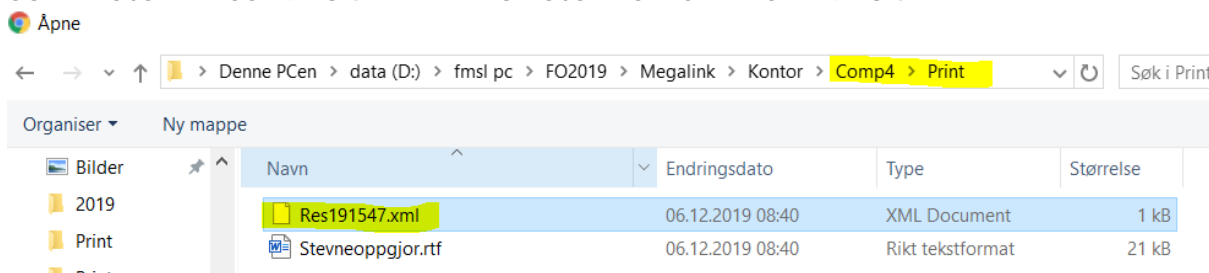 Åpne
Denne PCen > data (D:) > fmsl pc > FO2019 > Megalink > Kontor > Comp4 > Print Søk i Print
Organiser Ny mappe
Bilder Navn Endringsdato Type Størrelse
2019 Res191547.xml 06.12.2019 08:40 XML Document 1 kB
Print Stevneoppgjor.rtf 06.12.2019 08:40 Rikt tekstformat 21 kB